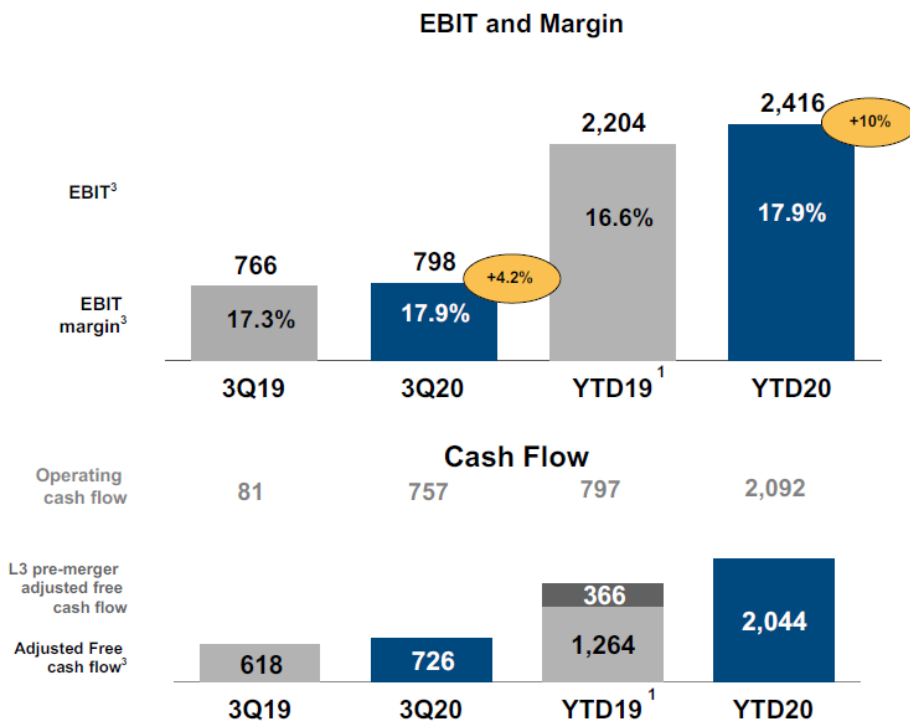 EBIT and Margin
2,416
+10%
2,204
EBIT3
16.6%
17.9%
766
798
+4.2%
EBIT
margin3
17.3%
17.9%
3Q19
3Q20
YTD19 1
YTD20
Cash Flow
Operating
cash flow
81
757
797
2,092
L3 pre-merger
adjusted free
cash flow
366
2,044
Adjusted Free
cash flow3
618
726
1,264
3Q19
3Q20
YTD19 1
YTD20